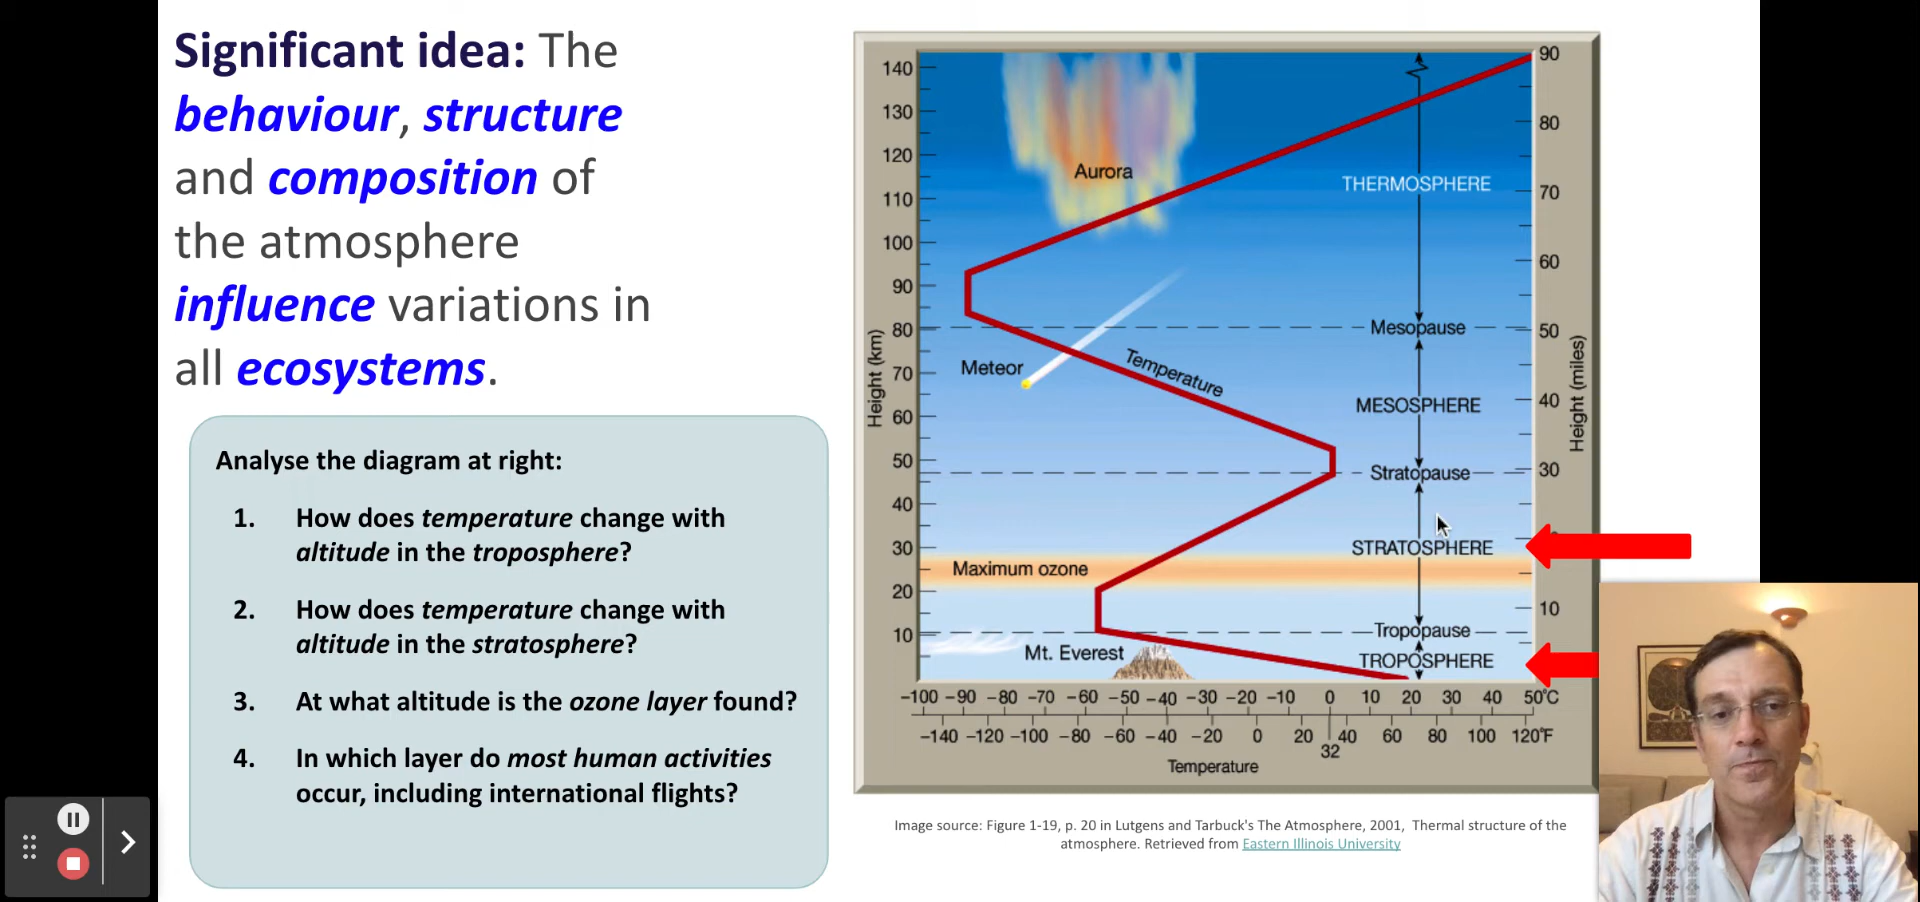 Significant idea: The
behaviour, structure
and composition of
the atmosphere
influence variations in
all ecosystems.
Analyse the diagram at right:
1. How does temperature change with
altitude in the troposphere?
2. How does temperature change with
altitude in the stratosphere?
3. At what altitude is the ozone layer found?
4. In which layer do most human activities
occur, including international flights?
140
130
120
110
100
90
80
70
60
50
40
30
20
10
Height (km)
Aurora
Meteor
Temperature
Maximum ozone
Mt. Everest
THERMOSPHERE
Mesopause
MESOSPHERE
Stratopause
STRATOSPHERE
Tropopause
TROPOSPHERE
90
80
70
60
50
40
30
10
Height (miles)
-100 -90 -80 -70 -60 -50 -40 -30 -20 -10 0 10 20 30 40 50°C
-140 -120 -100 -80 -60 -40 -20 0 20 40 60 80 100 120°F
32
Temperature
Image source: Figure 1-19, p. 20 in Lutgens and Tarbuck's The Atmosphere, 2001, Thermal structure of the
atmosphere. Retrieved from Eastern Illinois University